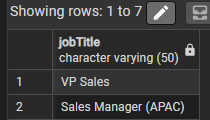 Showing rows: 1 to 7
jobTitle
character varying (50)
1 VP Sales
2 Sales Manager (APAC)